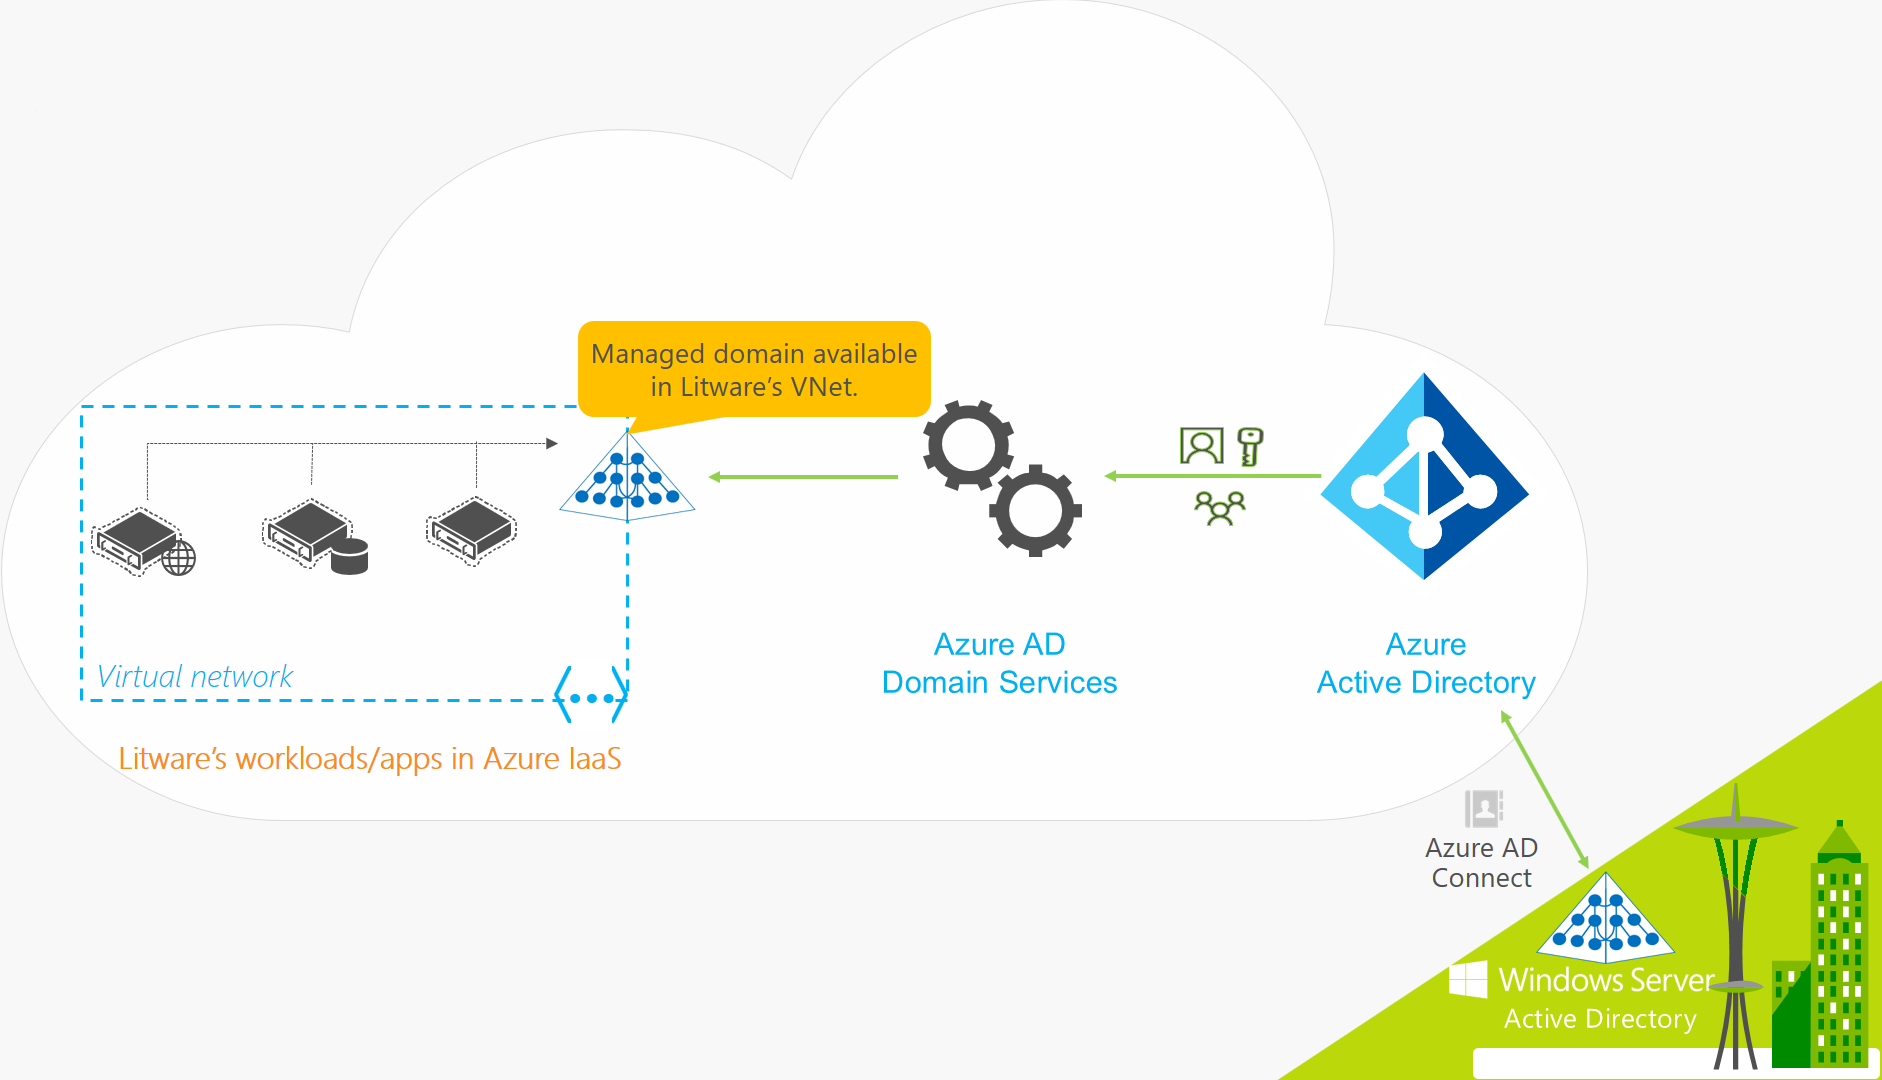 Managed domain available
in Litware’s VNet.
Azure AD
Domain Services
Azure
Active Directory
Virtual network
Litware’s workloads/apps in Azure IaaS
Azure AD
Connect
Windows Server
Active Directory